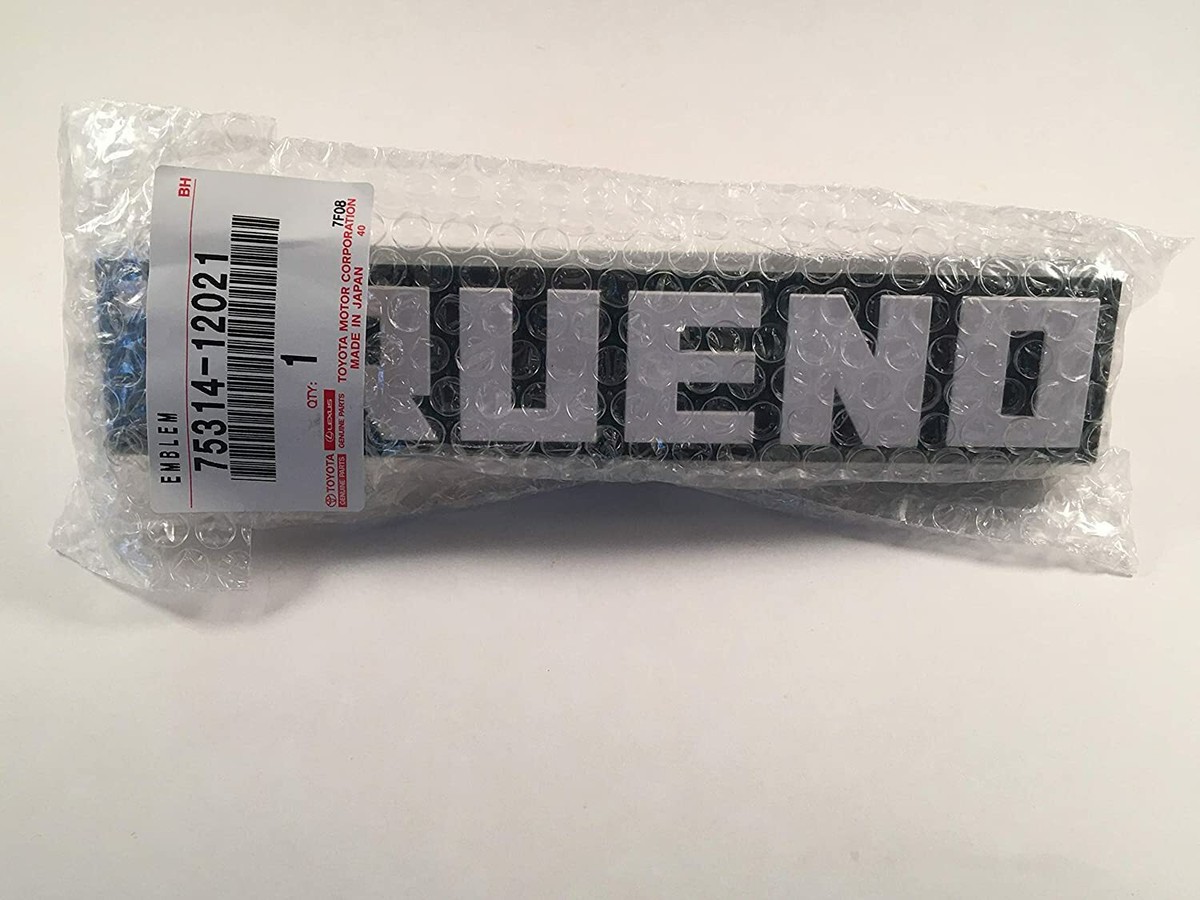 EMBLEM
BH
75314-12021
QTY: 1
7F08
40
TOYOTA LEXUS TOYOTA MOTOR CORPORATION
GENUINE PARTS GENUINE PARTS MADE IN JAPAN
RUENO